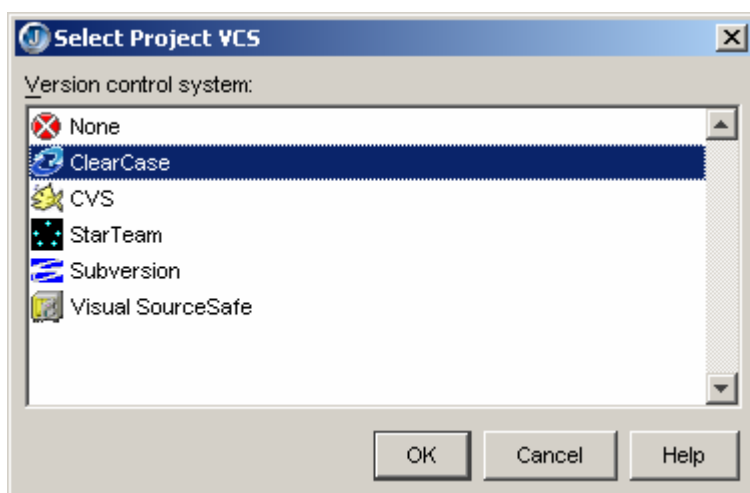 Select Project VCS
Version control system:
None
ClearCase
CVS
StarTeam
Subversion
Visual SourceSafe
OK Cancel Help